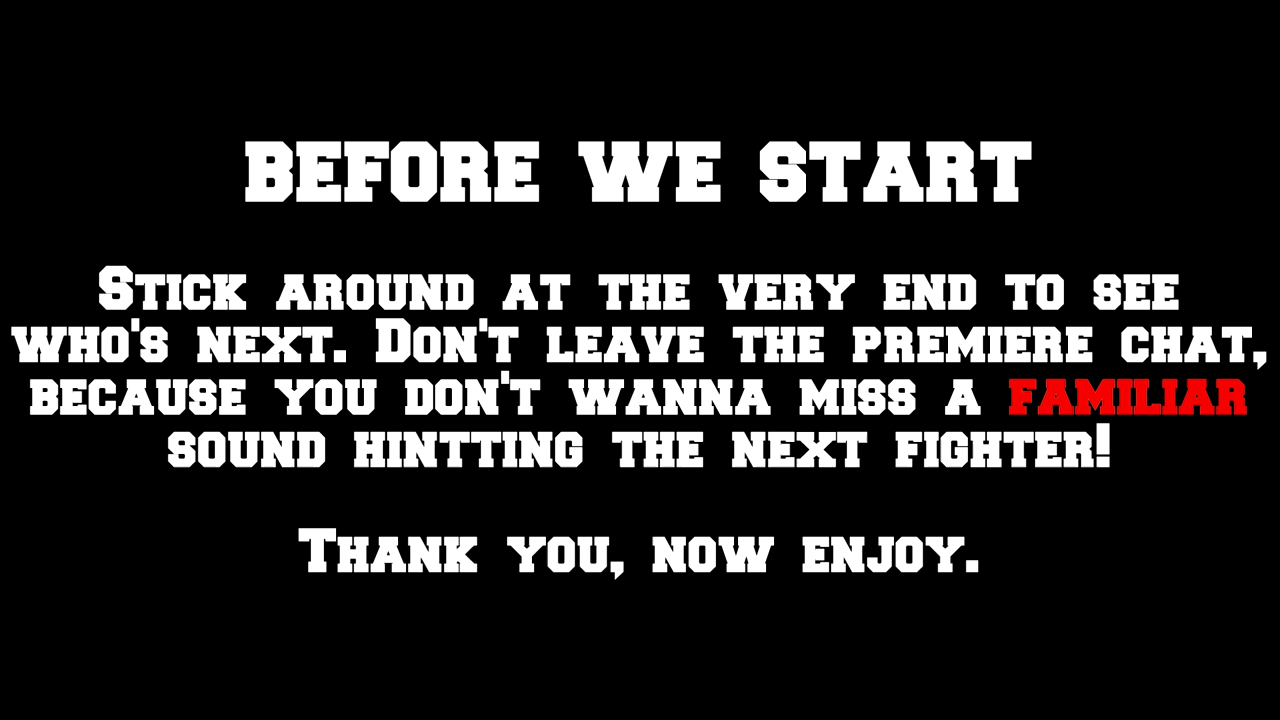 BEFORE WE START
Stick around at the very end to see
who's next. Don't leave the premiere chat,
because you don't wanna miss a familiar
sound hintting the next fighter!
Thank you, now enjoy.